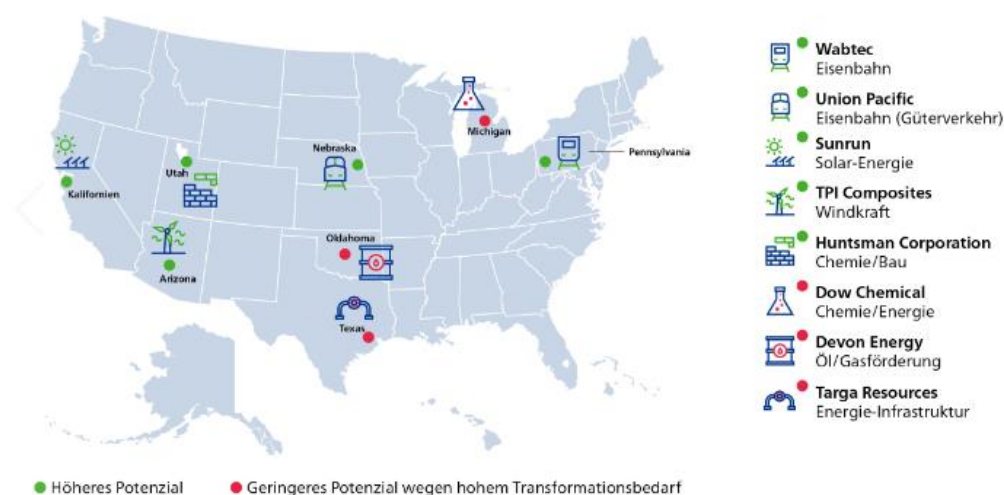 Michigan
Nebraska
Pennsylvania
Utah
Kalifornien
Oklahoma
Arizona
Texas
Wabtec
Eisenbahn
Union Pacific
Eisenbahn (Güterverkehr)
Sunrun
Solar-Energie
TPI Composites
Windkraft
Huntsman Corporation
Chemie/Bau
Dow Chemical
Chemie/Energie
Devon Energy
Öl/Gasförderung
Targa Resources
Energie-Infrastruktur
Höheres Potenzial
Geringeres Potenzial wegen hohem Transformationsbedarf